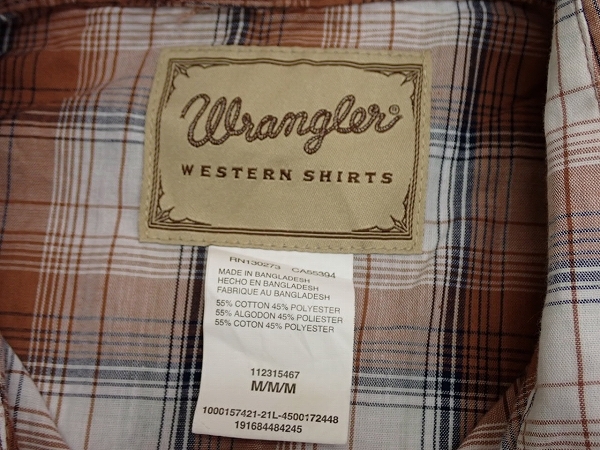 Wrangler®
WESTERN SHIRTS
RN130273 CA55394
MADE IN BANGLADESH
HECHO EN BANGLADESH
FABRIQUE AU BANGLADESH
55% COTTON 45% POLYESTER
55% ALGODON 45% POLIESTER
55% COTON 45% POLYESTER
112315467
M/M/M
1000157421-21L-4500172448
191684484245